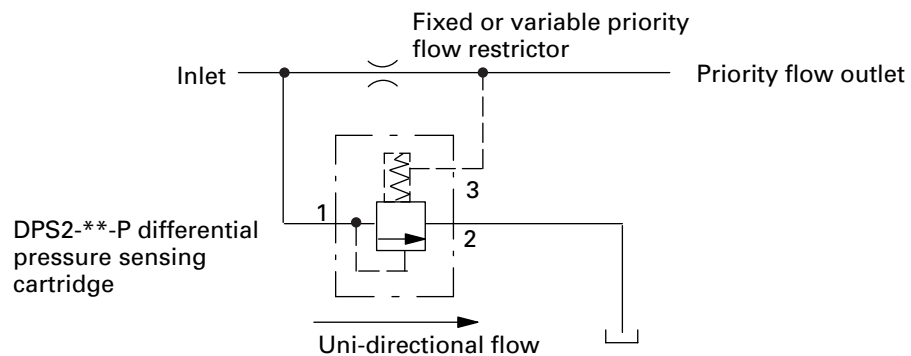 Fixed or variable priority
flow restrictor
Inlet
Priority flow outlet
3
1
2
DPS2-**-P differential
pressure sensing
cartridge
Uni-directional flow